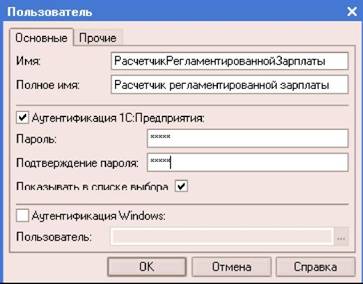 Пользователь
Основные Прочие
Имя: РасчетчикРегламентированнойЗарплаты
Полное имя: Расчетчик регламентированной зарплаты
Аутентификация 1С:Предприятия:
Пароль: *****
Подтверждение пароля: *****
Показывать в списке выбора
Аутентификация Windows:
Пользователь: ...
OK Отмена Справка